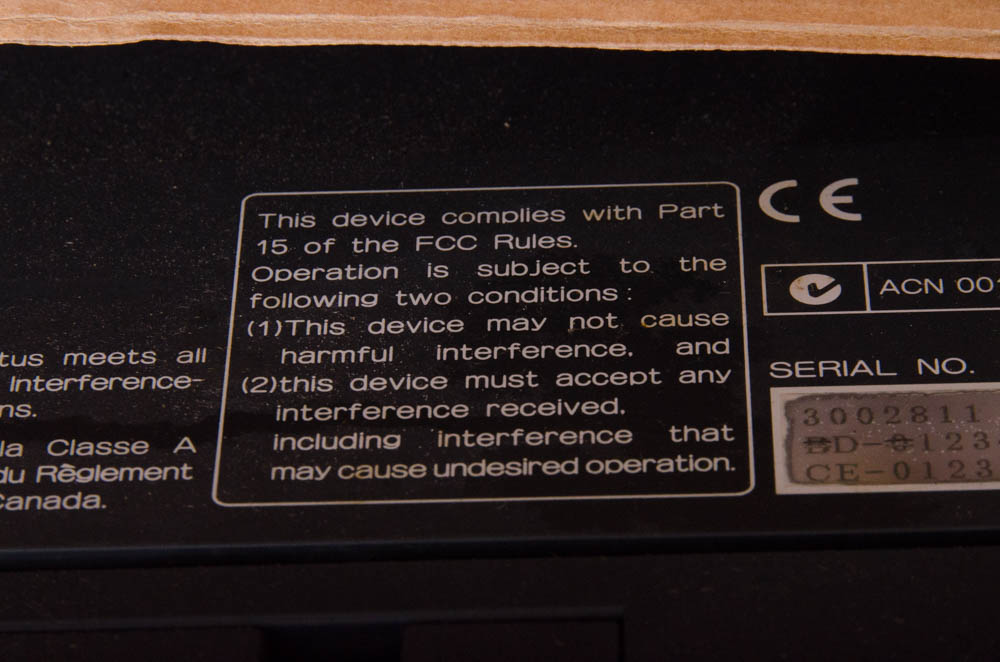 This device complies with Part
15 of the FCC Rules.
Operation is subject to the
following two conditions :
(1)This device may not cause
harmful interference, and
(2)this device must accept any
interference received,
including interference that
may cause undesired operation.
tus meets all
Interference-
ns.
la Classe A
du Règlement
Canada.
CE
ACN 00
SERIAL NO.
3002811
D-0123
CE-0123